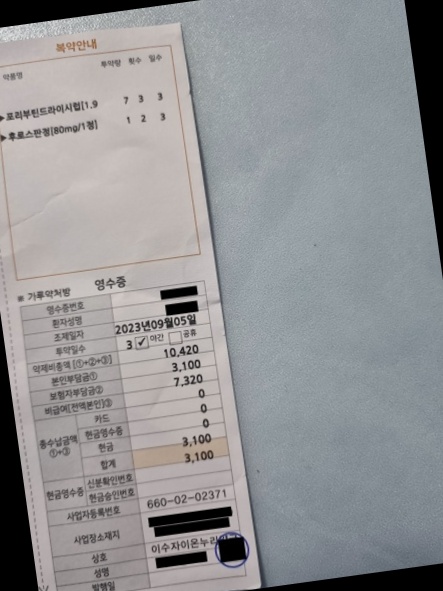 복약안내
약품명 투약량 횟수 일수
▶포리부틴드라이시럽[1.9 7 3 3
▶후로스판정[80mg/1정] 1 2 3
※ 가루약처방 영수증
영수증번호
환자성명
조제일자 2023년09월05일
투약일수 3 ✓ 야간 공휴
약제비총액 [①+②+③] 10,420
본인부담금① 3,100
보험자부담금② 7,320
비급여[전액본인]③ 0
총수납금액 ①+③ 카드 0
현금영수증 0
현금 3,100
합계 3,100
현금영수증 신분확인번호
현금승인번호
사업자등록번호 660-02-02371
사업장소재지
상호 이수자이온누리
성명
발행일